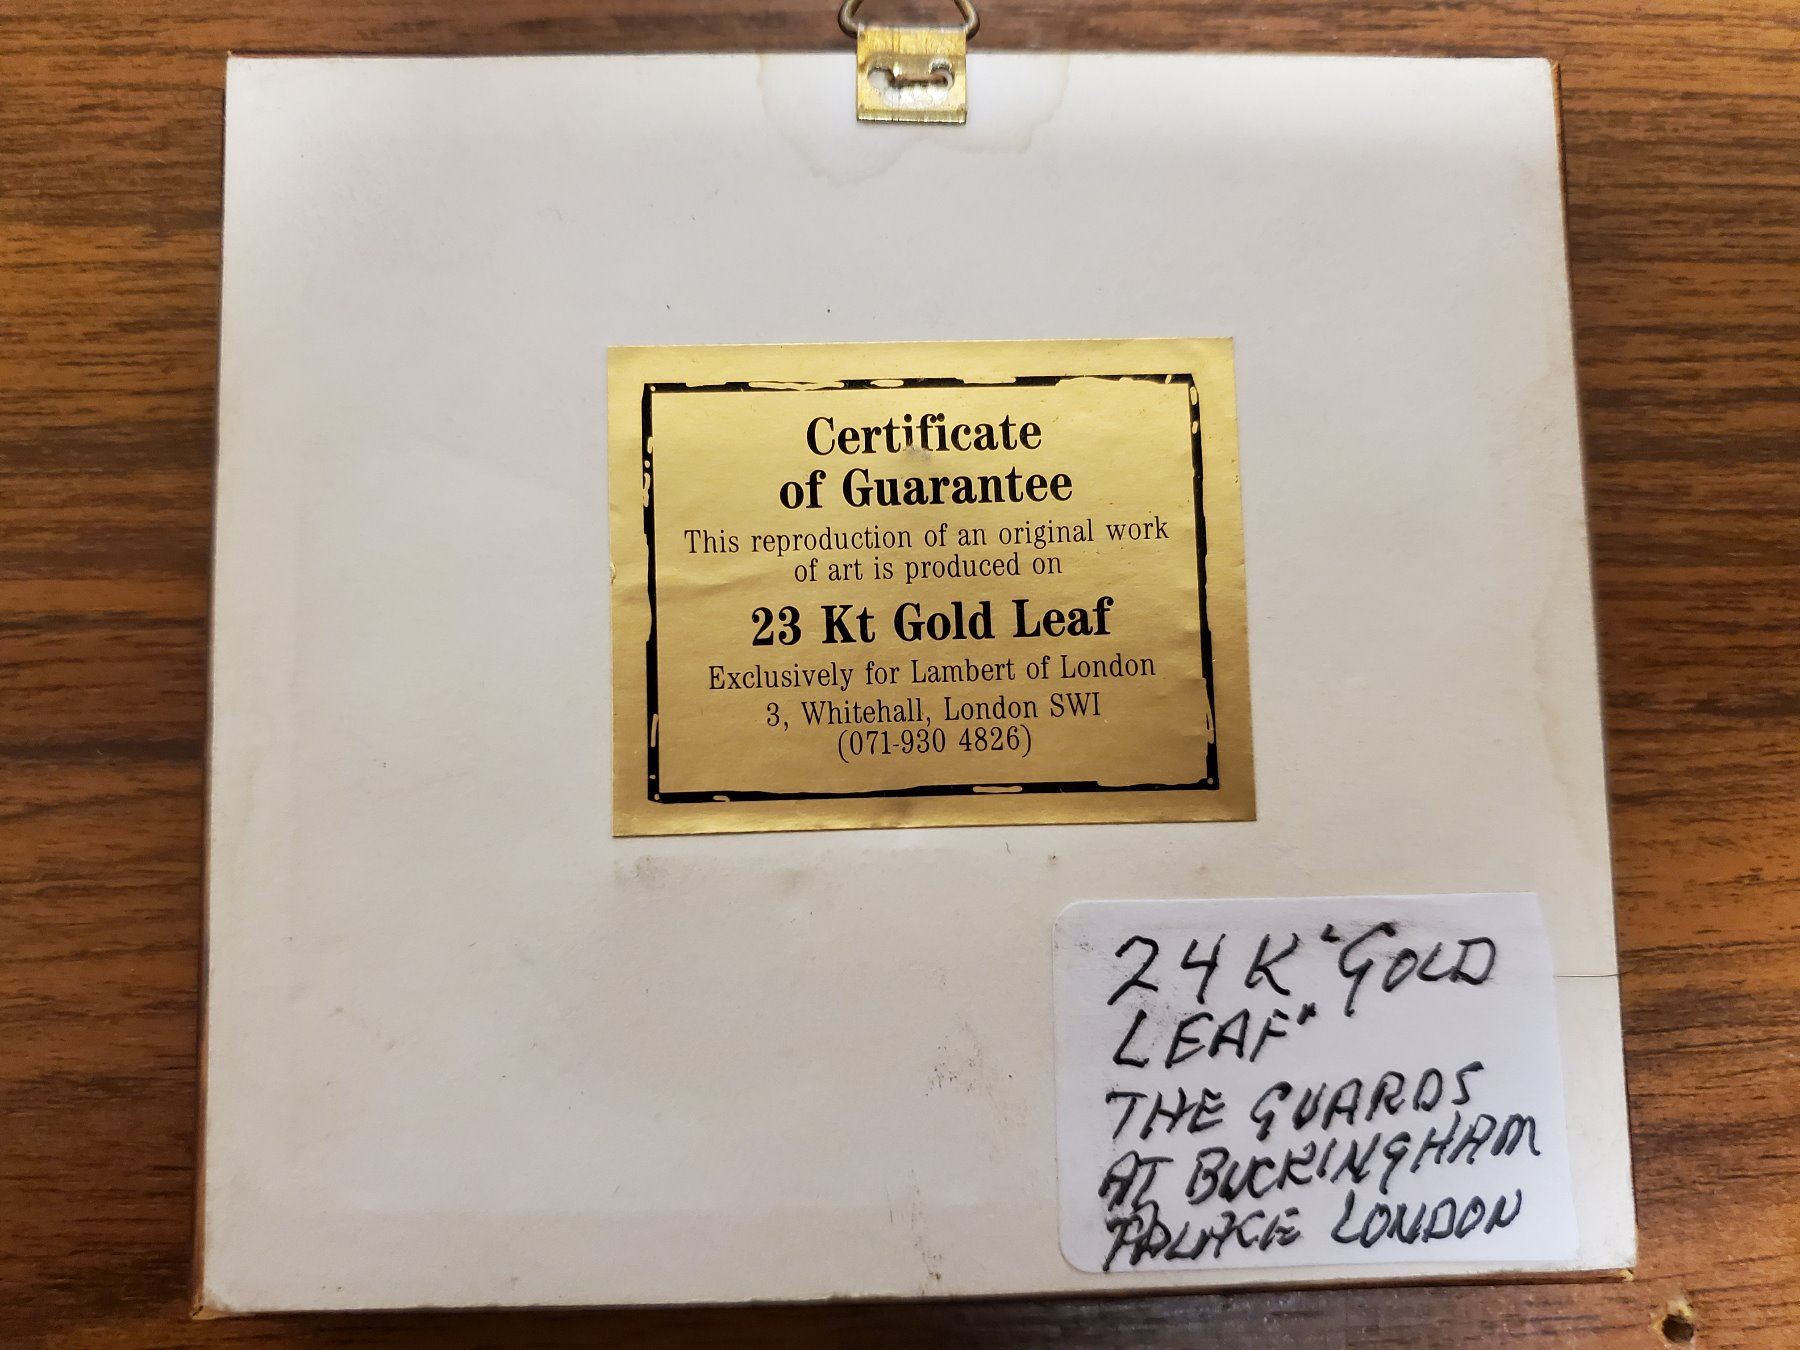 Certificate
of Guarantee
This reproduction of an original work
of art is produced on
23 Kt Gold Leaf
Exclusively for Lambert of London
3, Whitehall, London SWI
(071-930 4826)
24 K "GOLD
LEAF"
THE GUARDS
AT BUCKINGHAM
PALACE LONDON